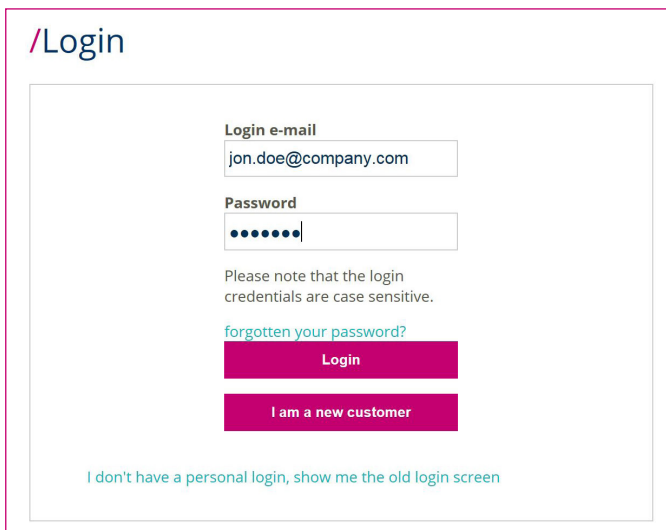 /Login
Login e-mail
jon.doe@company.com
Password
•••••••
Please note that the login
credentials are case sensitive.
forgotten your password?
Login
I am a new customer
I don't have a personal login, show me the old login screen